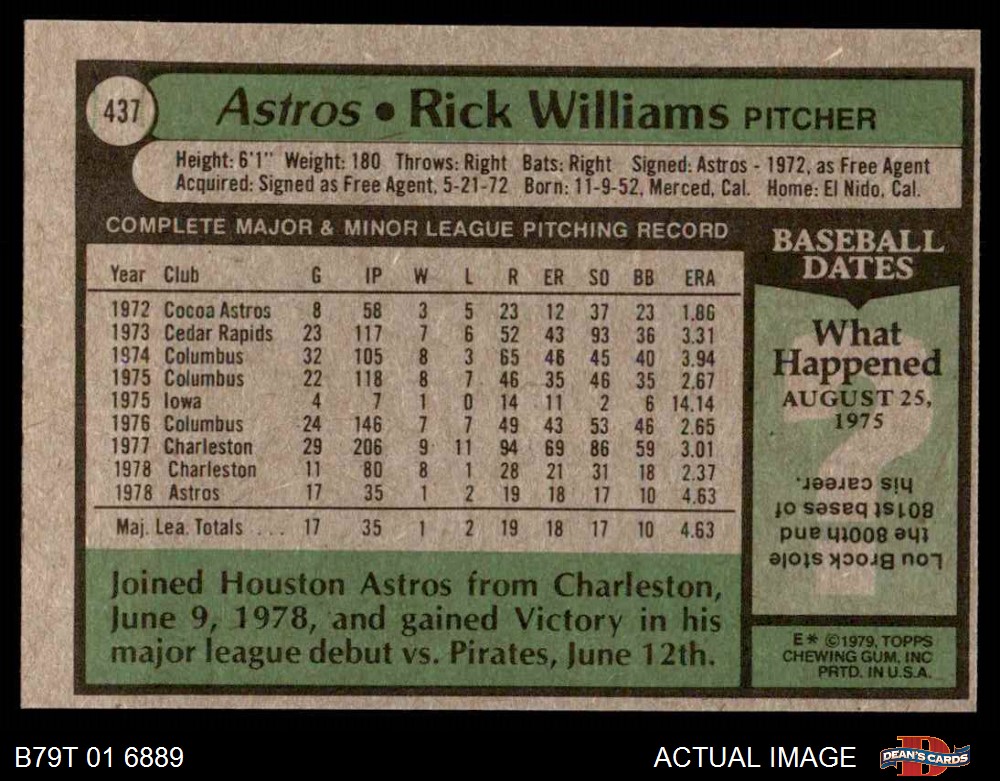 437
Astros • Rick Williams PITCHER
Height: 6'1" Weight: 180 Throws: Right Bats: Right Signed: Astros - 1972, as Free Agent
Acquired: Signed as Free Agent, 5-21-72 Born: 11-9-52, Merced, Cal. Home: El Nido, Cal.
COMPLETE MAJOR & MINOR LEAGUE PITCHING RECORD
Year Club G IP W L R ER SO BB ERA
1972 Cocoa Astros 8 58 3 5 23 12 37 23 1.86
1973 Cedar Rapids 23 117 7 6 52 43 93 36 3.31
1974 Columbus 32 105 8 3 65 46 45 40 3.94
1975 Columbus 22 118 8 7 46 35 46 35 2.67
1975 Iowa 4 7 1 0 14 11 2 6 14.14
1976 Columbus 24 146 7 7 49 43 53 46 2.65
1977 Charleston 29 206 9 11 94 69 86 59 3.01
1978 Charleston 11 80 8 1 28 21 31 18 2.37
1978 Astros 17 35 1 2 19 18 17 10 4.63
Maj. Lea. Totals ... 17 35 1 2 19 18 17 10 4.63
Joined Houston Astros from Charleston,
June 9, 1978, and gained Victory in his
major league debut vs. Pirates, June 12th.
BASEBALL
DATES
What
Happened
AUGUST 25,
1975
Lou Brock stole
the 800th and
801st bases of
his career.
E* ©1979, TOPPS
CHEWING GUM, INC
PRTD. IN U.S.A.
B79T 01 6889
ACTUAL IMAGE
DEAN'S CARDS